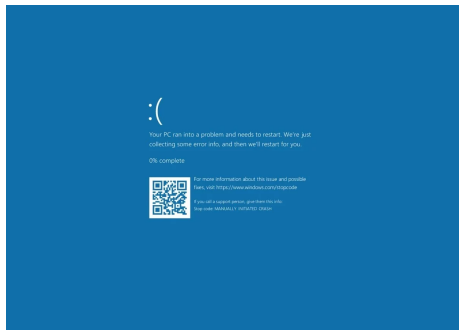 :(
Your PC ran into a problem and needs to restart. We're just
collecting some error info, and then we'll restart for you.
0% complete
For more information about this issue and possible
fixes, visit https://www.windows.com/stopcode
If you call a support person, give them this info:
Stop code: MANUALLY INITIATED CRASH